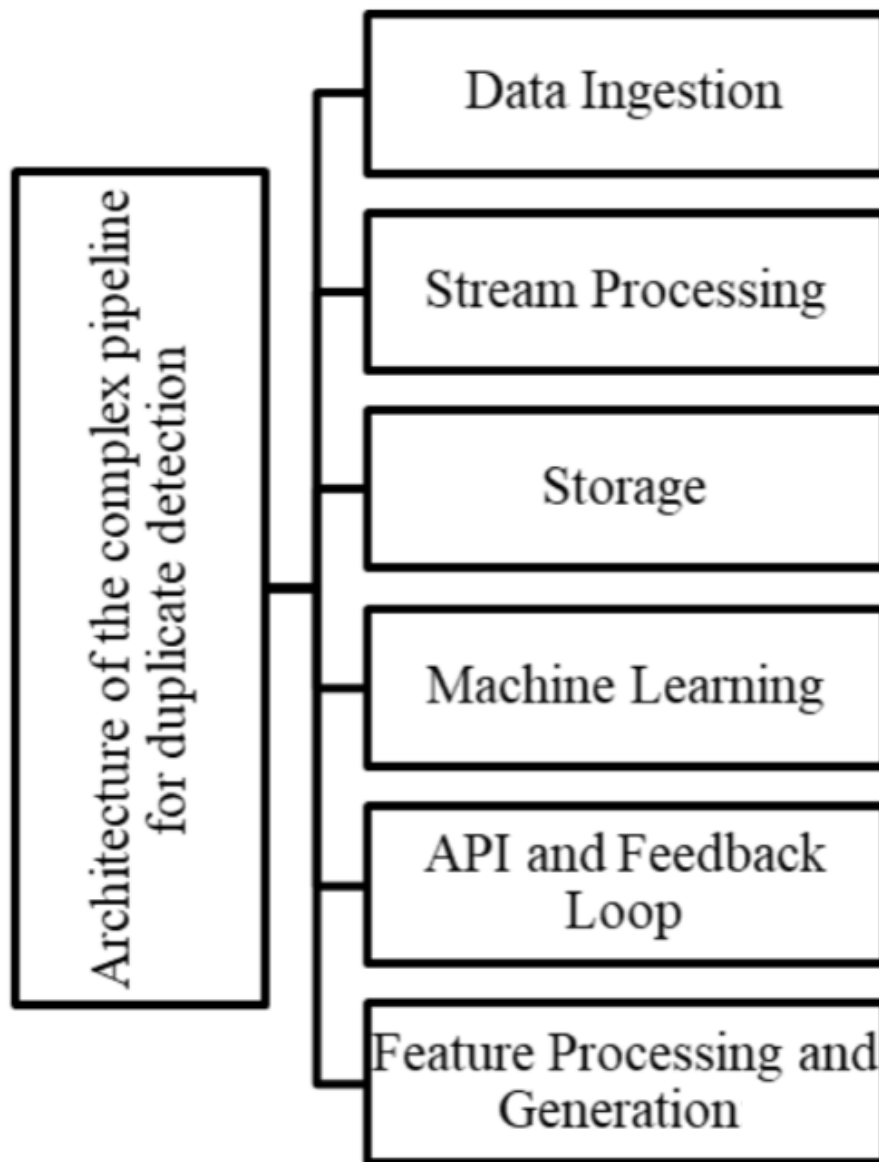 Architecture of the complex pipeline
for duplicate detection
Data Ingestion
Stream Processing
Storage
Machine Learning
API and Feedback
Loop
Feature Processing and
Generation